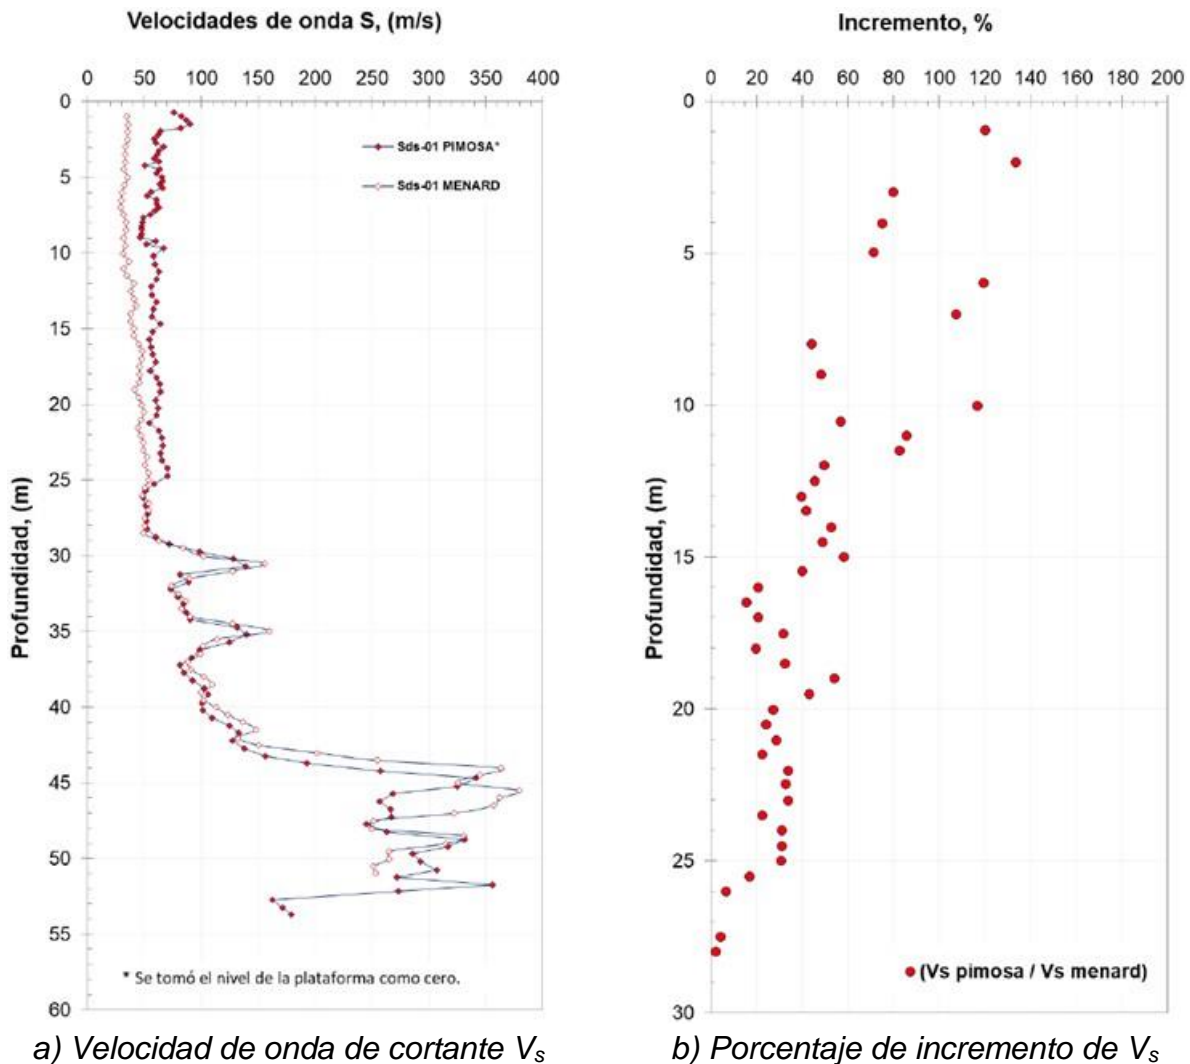 Velocidades de onda S, (m/s)
0 50 100 150 200 250 300 350 400
0
5
10
15
20
25
30
35
40
45
50
55
60
Profundidad, (m)
Sds-01 PIMOSA*
Sds-01 MENARD
* Se tomó el nivel de la plataforma como cero.
a) Velocidad de onda de cortante Vs
Incremento, %
0 20 40 60 80 100 120 140 160 180 200
0
5
10
15
20
25
30
Profundidad, (m)
(Vs pimosa / Vs menard)
b) Porcentaje de incremento de Vs